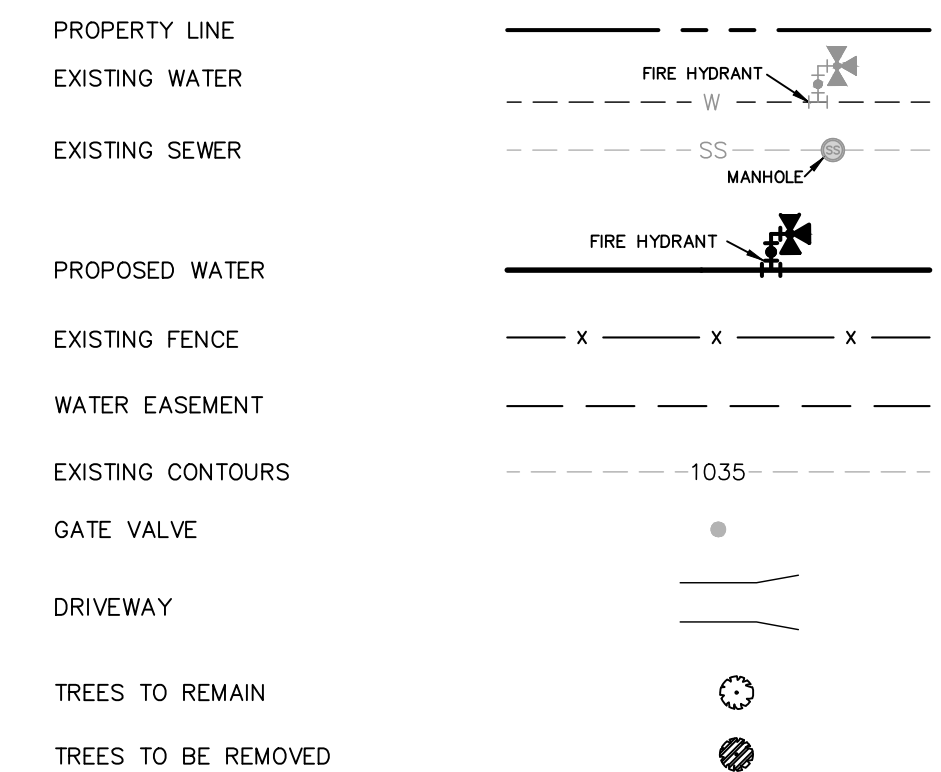 PROPERTY LINE
EXISTING WATER
FIRE HYDRANT
W
EXISTING SEWER
SS
SS
MANHOLE
FIRE HYDRANT
PROPOSED WATER
EXISTING FENCE
X X X
WATER EASEMENT
EXISTING CONTOURS
1035
GATE VALVE
DRIVEWAY
TREES TO REMAIN
TREES TO BE REMOVED